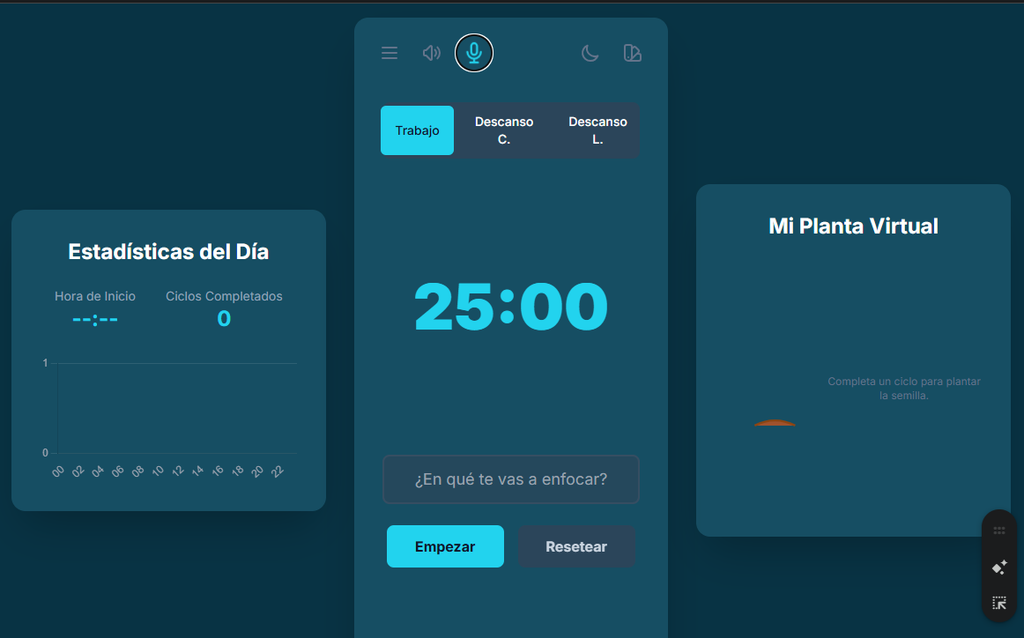 Trabajo
Descanso
C.
Descanso
L.
Estadísticas del Día
Hora de Inicio
Ciclos Completados
--:--
0
1
0
00 02 04 06 08 10 12 14 16 18 20 22
25:00
¿En qué te vas a enfocar?
Empezar
Resetear
Mi Planta Virtual
Completa un ciclo para plantar
la semilla.